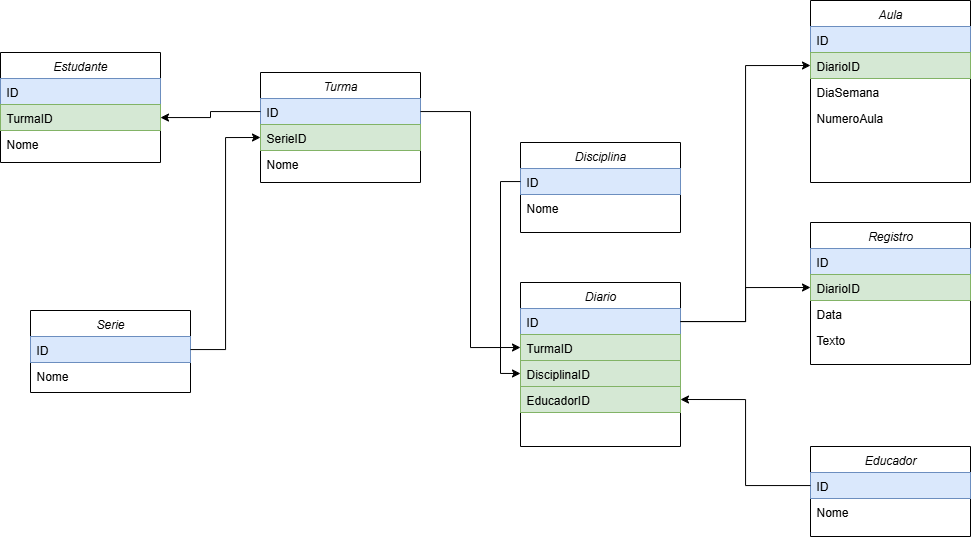 Estudante
ID
TurmaID
Nome
Turma
ID
SerieID
Nome
Serie
ID
Nome
Disciplina
ID
Nome
Diario
ID
TurmaID
DisciplinaID
EducadorID
Aula
ID
DiarioID
DiaSemana
NumeroAula
Registro
ID
DiarioID
Data
Texto
Educador
ID
Nome